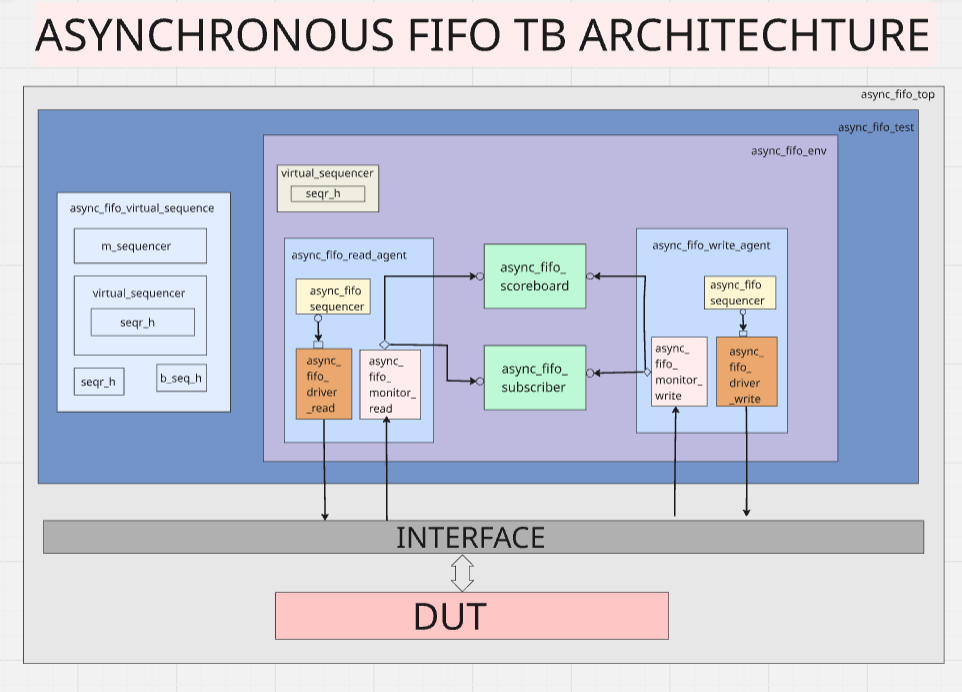 ASYNCHRONOUS FIFO TB ARCHITECHTURE
async_fifo_top
async_fifo_test
async_fifo_env
virtual_sequencer
seqr_h
async_fifo_virtual_sequence
m_sequencer
virtual_sequencer
seqr_h
seqr_h
b_seq_h
async_fifo_read_agent
async_fifo
sequencer
async_
fifo_
driver
_read
async_
fifo_
monitor_
read
async_fifo_
scoreboard
async_fifo_
subscriber
async_fifo_write_agent
async_fifo
sequencer
async_
fifo_
monitor_
write
async_
fifo_
driver
_write
INTERFACE
DUT